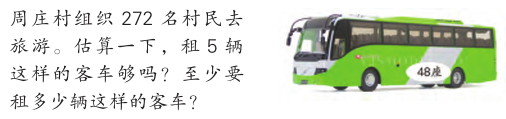 周庄村组织 272 名村民去
旅游。估算一下，租 5 辆
这样的客车够吗？至少要
租多少辆这样的客车？
48座